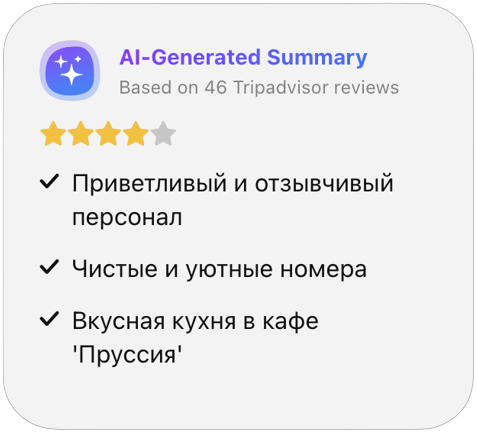 AI-Generated Summary
Based on 46 Tripadvisor reviews
Приветливый и отзывчивый
персонал
Чистые и уютные номера
Вкусная кухня в кафе
'Пруссия'